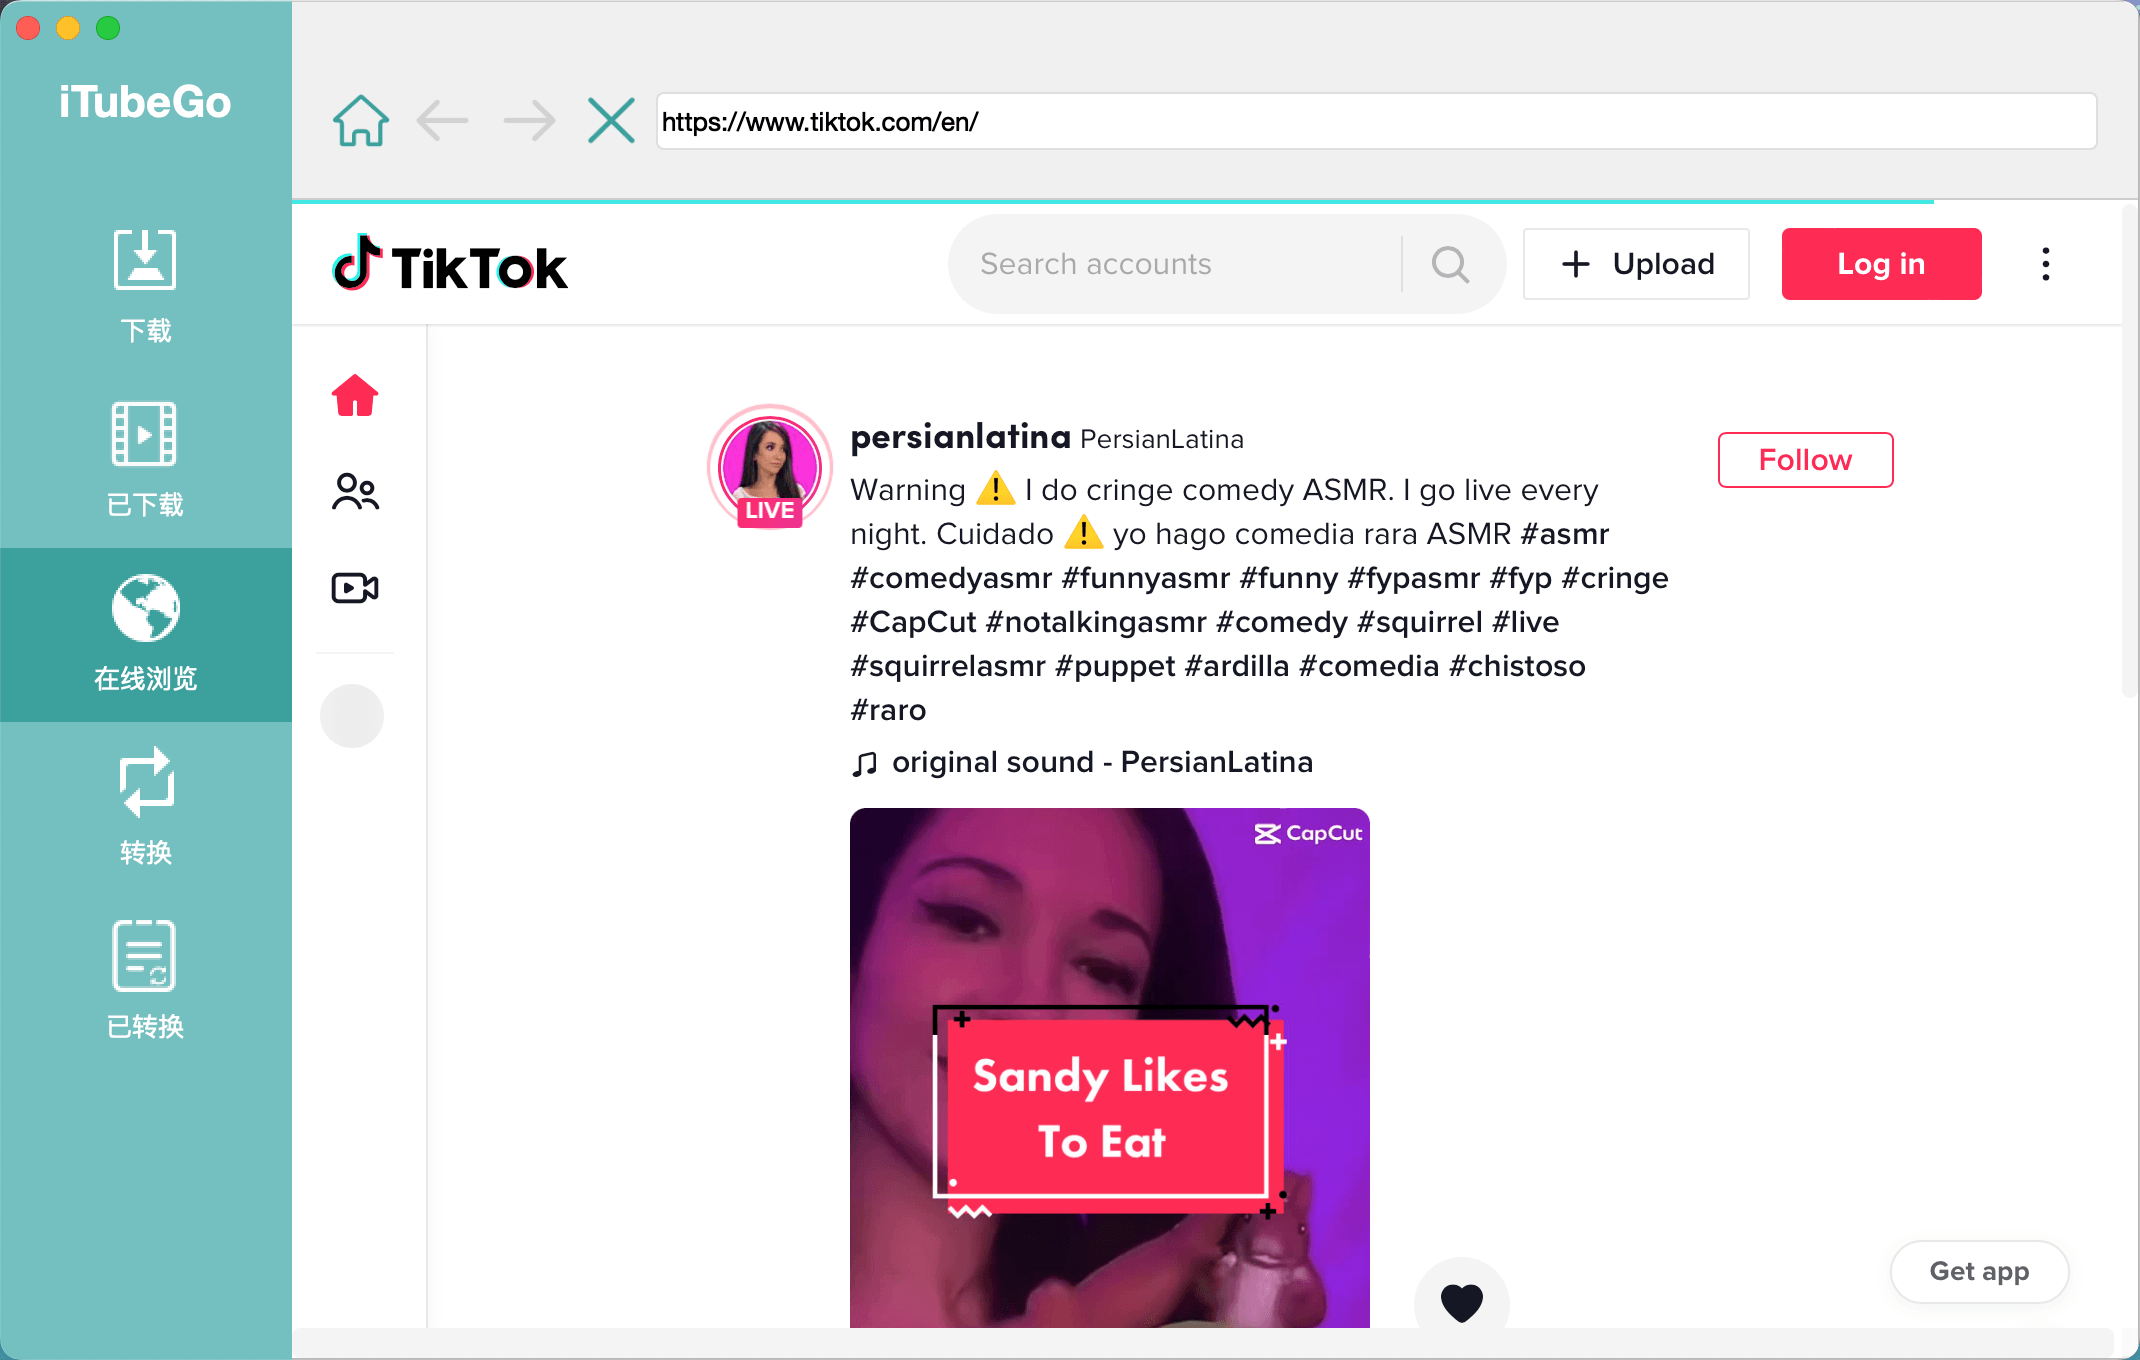 iTubeGo
https://www.tiktok.com/en/
下载
已下载
在线浏览
转换
已转换
TikTok
Search accounts
Upload
Log in
LIVE
persianlatina PersianLatina
Follow
Warning ⚠️ I do cringe comedy ASMR. I go live every
night. Cuidado ⚠️ yo hago comedia rara ASMR #asmr
#comedyasmr #funnyasmr #funny #fypasmr #fyp #cringe
#CapCut #notalkingasmr #comedy #squirrel #live
#squirrelasmr #puppet #ardilla #comedia #chistoso
#raro
original sound - PersianLatina
CapCut
Sandy Likes
To Eat
Get app